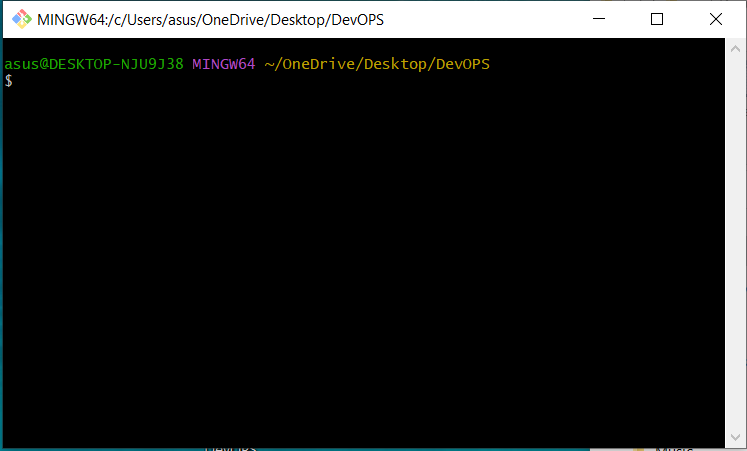 MINGW64:/c/Users/asus/OneDrive/Desktop/DevOPS
asus@DESKTOP-NJU9J38 MINGW64 ~/OneDrive/Desktop/DevOPS
$